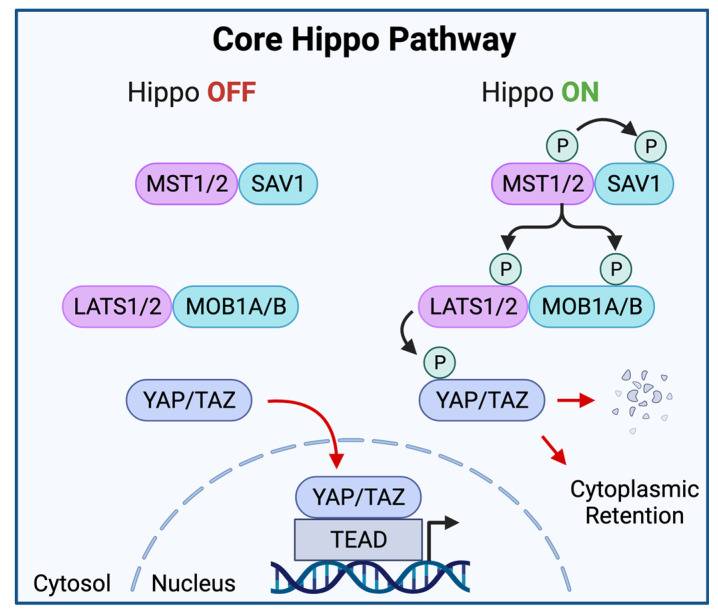 Core Hippo Pathway
Hippo OFF
Hippo ON
P
P
MST1/2
SAV1
MST1/2
SAV1
P
P
LATS1/2
MOB1A/B
LATS1/2
MOB1A/B
P
YAP/TAZ
YAP/TAZ
YAP/TAZ
Cytoplasmic
Retention
TEAD
Cytosol
Nucleus